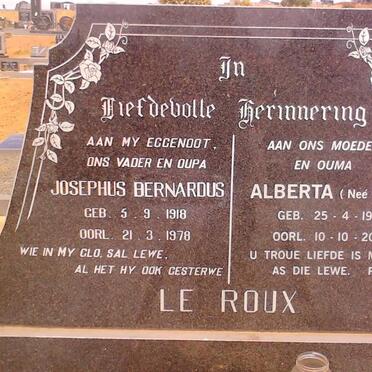 In
Liefdevolle Herinnering
AAN MY EGGENOOT,
ONS VADER EN OUPA
JOSEPHUS BERNARDUS
GEB. 5 . 9 . 1918
OORL. 21 . 3 . 1978
WIE IN MY GLO, SAL LEWE,
AL HET HY OOK GESTERWE
AAN ONS MOEDE
EN OUMA
ALBERTA (Neé
GEB. 25 - 4 - 19
OORL. 10 - 10 - 20
U TROUE LIEFDE IS
AS DIE LEWE.
LE ROUX